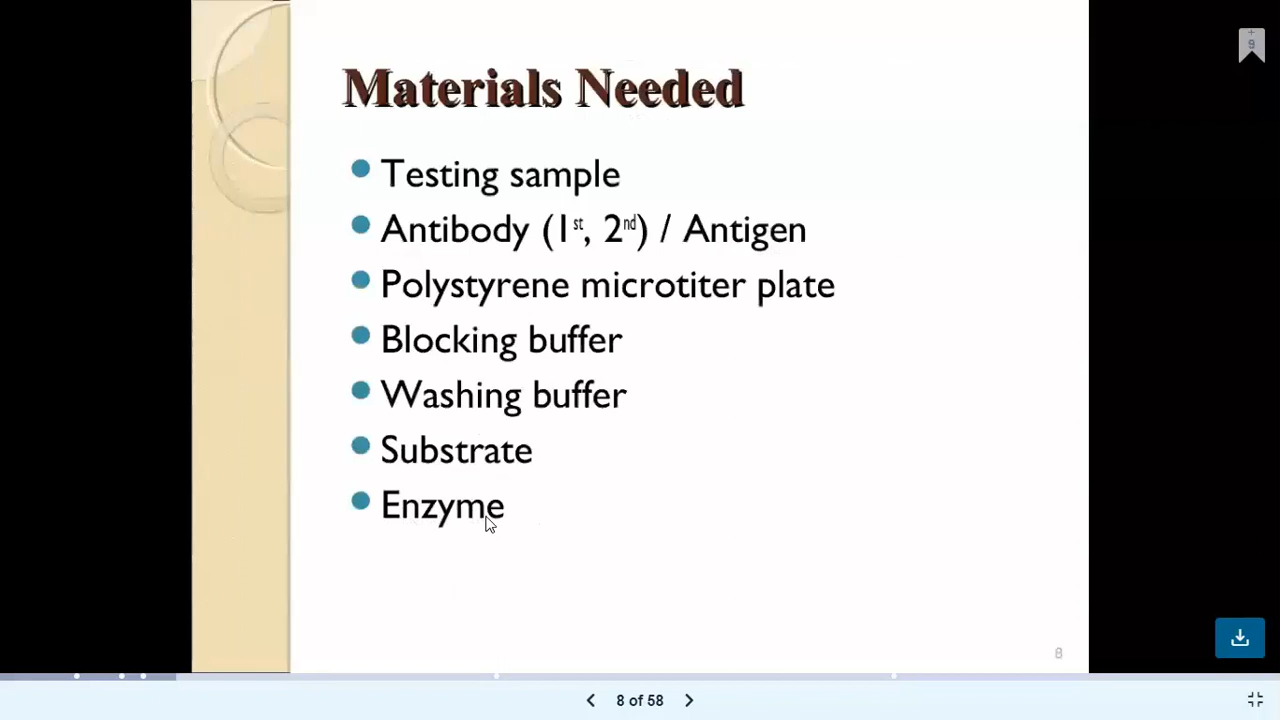 9
Materials Needed
Testing sample
Antibody (1st, 2nd) / Antigen
Polystyrene microtiter plate
Blocking buffer
Washing buffer
Substrate
Enzyme
8
8 of 58